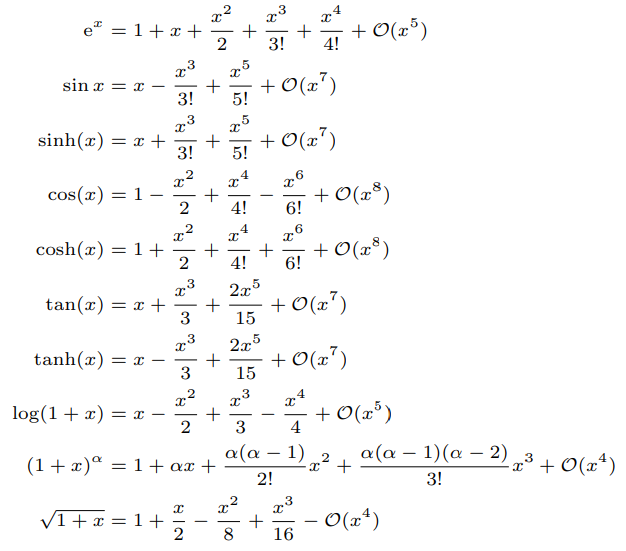 e^x = 1 + x + x^2/2 + x^3/3! + x^4/4! + 𝒪(x^5)
sin x = x − x^3/3! + x^5/5! + 𝒪(x^7)
sinh(x) = x + x^3/3! + x^5/5! + 𝒪(x^7)
cos(x) = 1 − x^2/2 + x^4/4! − x^6/6! + 𝒪(x^8)
cosh(x) = 1 + x^2/2 + x^4/4! + x^6/6! + 𝒪(x^8)
tan(x) = x + x^3/3 + 2x^5/15 + 𝒪(x^7)
tanh(x) = x − x^3/3 + 2x^5/15 + 𝒪(x^7)
log(1 + x) = x − x^2/2 + x^3/3 − x^4/4 + 𝒪(x^5)
(1 + x)^α = 1 + αx + α(α − 1)/2! x^2 + α(α − 1)(α − 2)/3! x^3 + 𝒪(x^4)
√(1 + x) = 1 + x/2 − x^2/8 + x^3/16 − 𝒪(x^4)